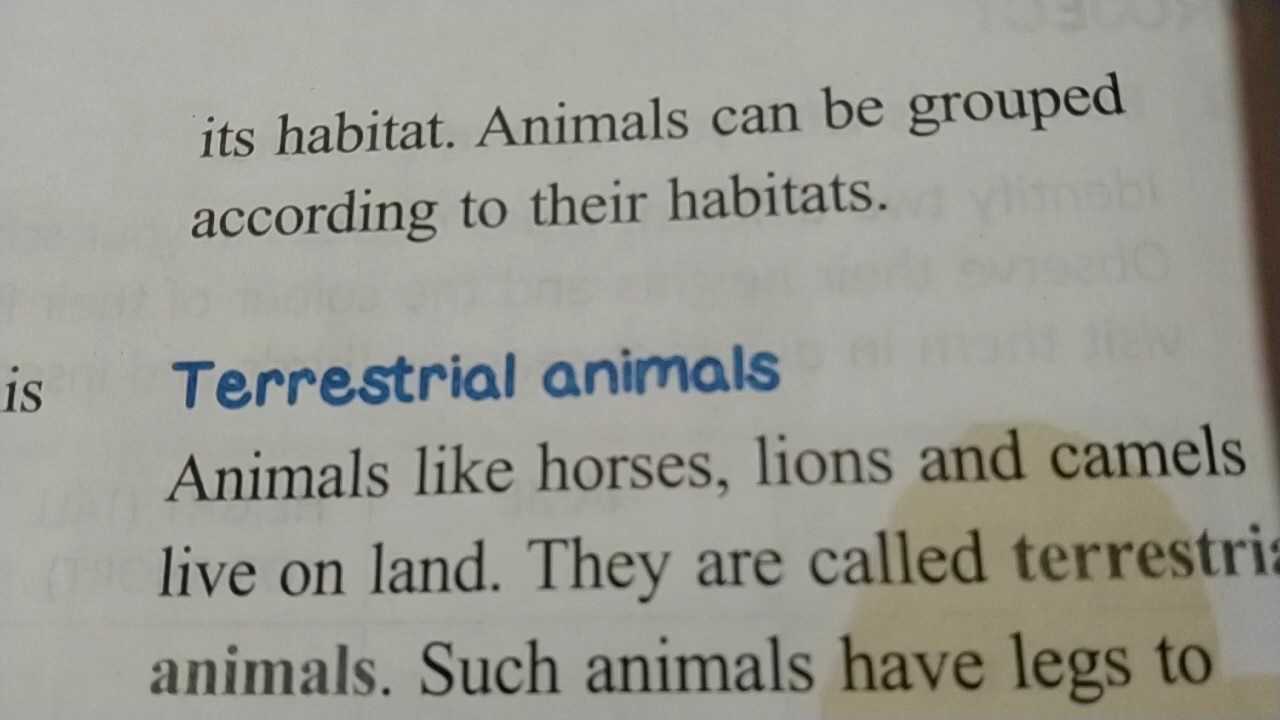 its habitat. Animals can be grouped
according to their habitats.
is
Terrestrial animals
Animals like horses, lions and camels
live on land. They are called terrestria
animals. Such animals have legs to